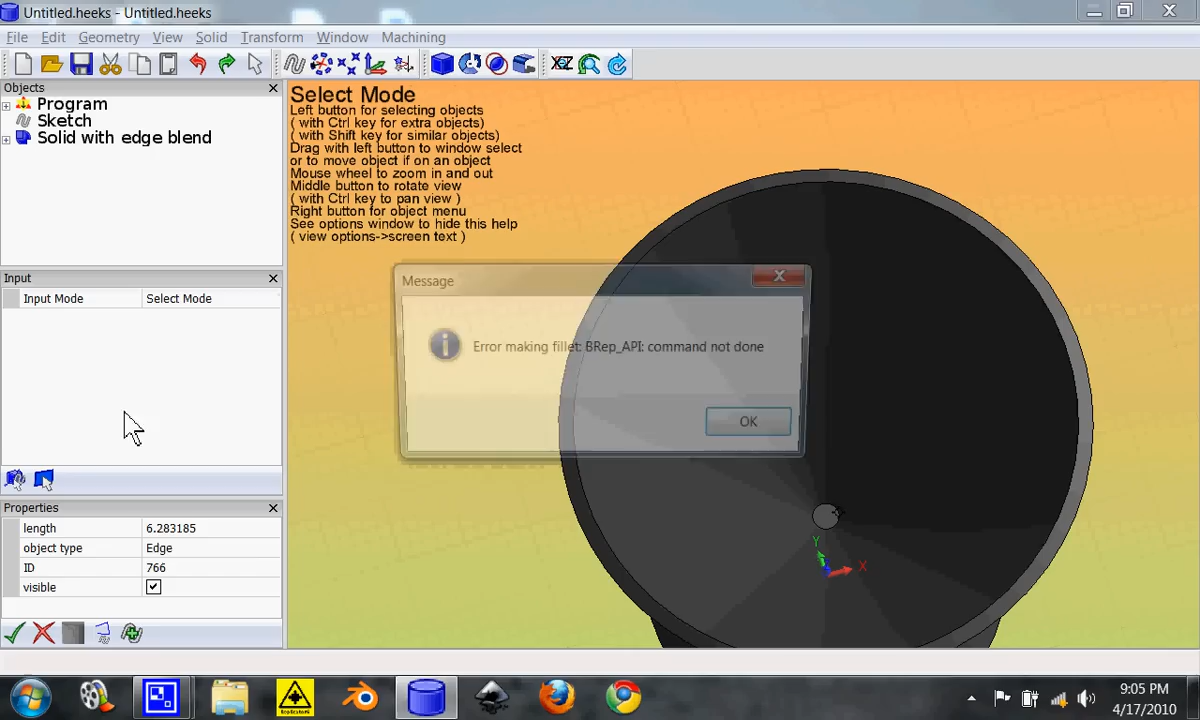 Untitled.heeks - Untitled.heeks
File Edit Geometry View Solid Transform Window Machining
Objects
Program
Sketch
Solid with edge blend
Input
Input Mode Select Mode
Properties
length 6.283185
object type Edge
ID 766
visible
Select Mode
Left button for selecting objects
( with Ctrl key for extra objects)
( with Shift key for similar objects)
Drag with left button to window select
or to move object if on an object
Mouse wheel to zoom in and out
Middle button to rotate view
( with Ctrl key to pan view )
Right button for object menu
See options window to hide this help
( view options->screen text )
Message
Error making fillet: BRep_API: command not done
OK
Y
X
9:05 PM
4/17/2010